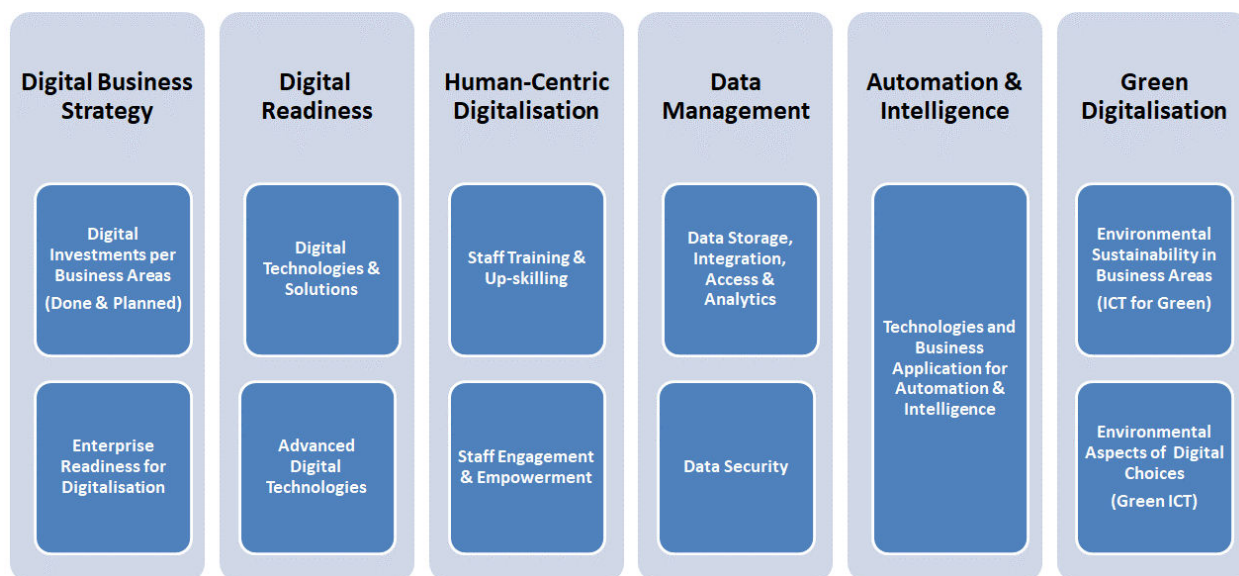 Digital Business
Strategy
Digital
Investments per
Business Areas
(Done & Planned)
Enterprise
Readiness for
Digitalisation
Digital
Readiness
Digital
Technologies &
Solutions
Advanced
Digital
Technologies
Human-Centric
Digitalisation
Staff Training &
Up-skilling
Staff Engagement
& Empowerment
Data
Management
Data Storage,
Integration,
Access &
Analytics
Data Security
Automation &
Intelligence
Technologies and
Business
Application for
Automation &
Intelligence
Green
Digitalisation
Environmental
Sustainability in
Business Areas
(ICT for Green)
Environmental
Aspects of Digital
Choices
(Green ICT)